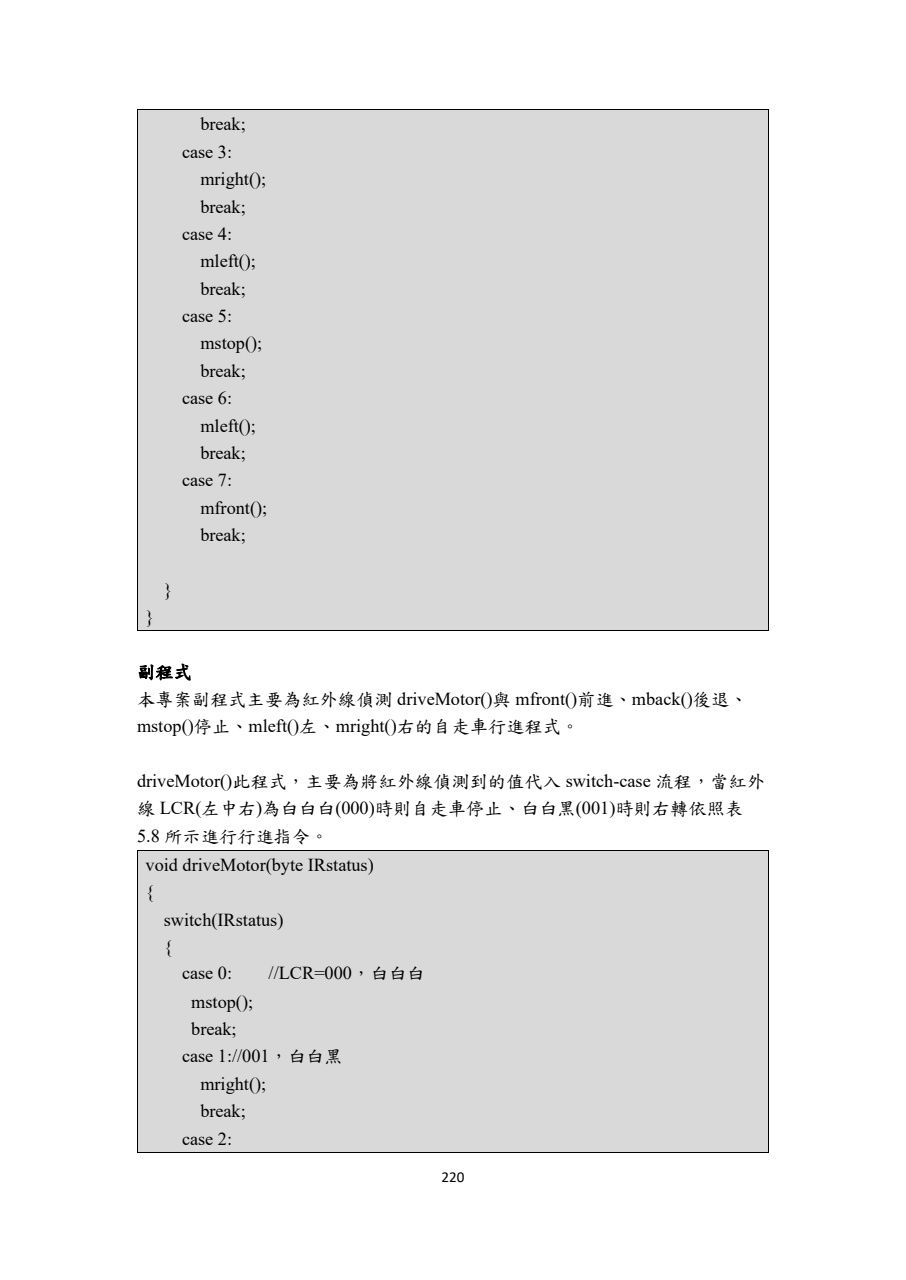 break;
case 3:
mright();
break;
case 4:
mleft();
break;
case 5:
mstop();
break;
case 6:
mleft();
break;
case 7:
mfront();
break;
}
}
副程式
本專案副程式主要為紅外線偵測 driveMotor()與 mfront()前進、mback()後退、
mstop()停止、mleft()左、mright()右的自走車行進程式。
driveMotor()此程式，主要為將紅外線偵測到的值代入 switch-case 流程，當紅外
線 LCR(左中右)為白白白(000)時則自走車停止、白白黑(001)時則右轉依照表
5.8 所示進行行進指令。
void driveMotor(byte IRstatus)
{
switch(IRstatus)
{
case 0: //LCR=000，白白白
mstop();
break;
case 1://001，白白黑
mright();
break;
case 2:
220